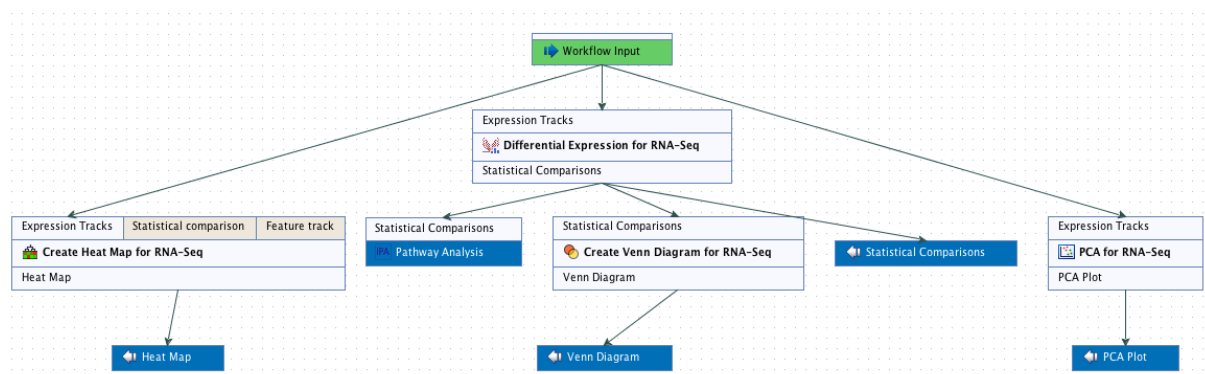 Workflow Input
Expression Tracks
Differential Expression for RNA-Seq
Statistical Comparisons
Expression Tracks Statistical comparison Feature track
Create Heat Map for RNA-Seq
Heat Map
Statistical Comparisons
IPA Pathway Analysis
Statistical Comparisons
Create Venn Diagram for RNA-Seq
Venn Diagram
Statistical Comparisons
Expression Tracks
PCA for RNA-Seq
PCA Plot
Heat Map
Venn Diagram
PCA Plot